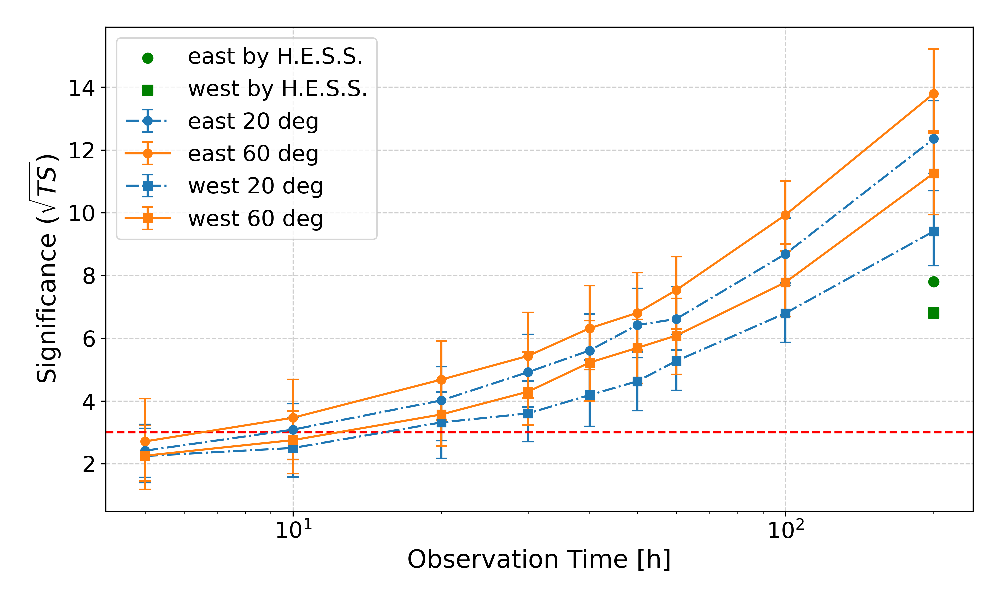 east by H.E.S.S.
west by H.E.S.S.
east 20 deg
east 60 deg
west 20 deg
west 60 deg
Significance (√TS)
14
12
10
8
6
4
2
10¹
10²
Observation Time [h]